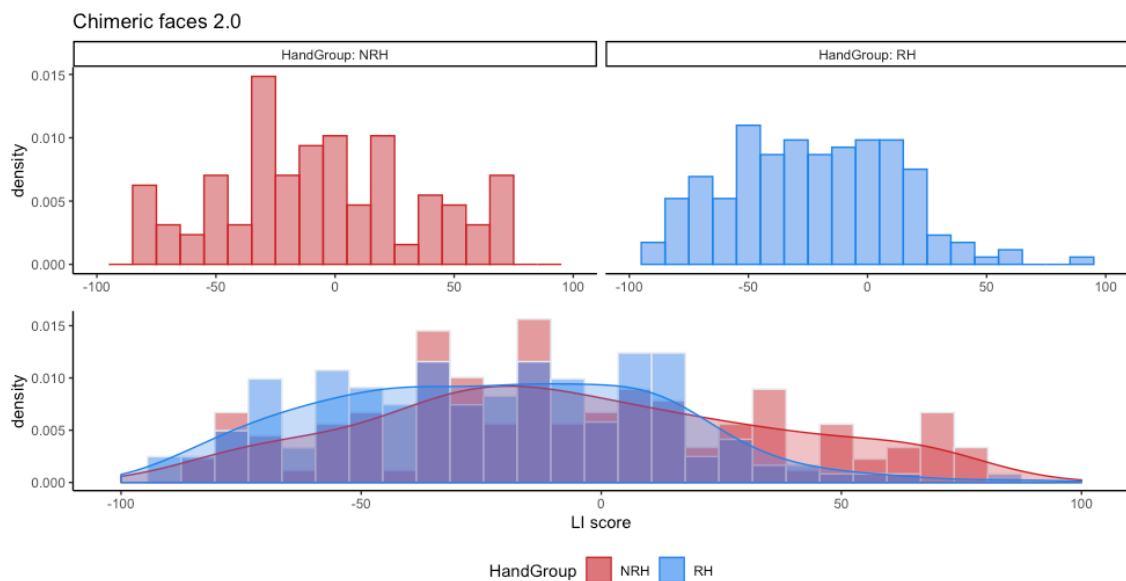 Chimeric faces 2.0
HandGroup: NRH
HandGroup: RH
density
0.015
0.010
0.005
0.000
-100 -50 0 50 100
-100 -50 0 50 100
density
0.015
0.010
0.005
0.000
-100 -50 0 50 100
LI score
HandGroup NRH RH